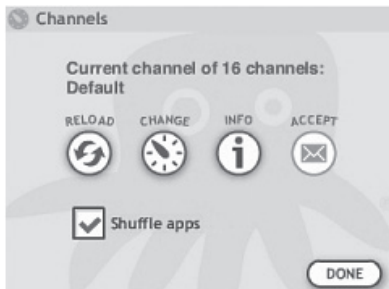 Channels
Current channel of 16 channels:
Default
RELOAD CHANGE INFO ACCEPT
Shuffle apps
DONE